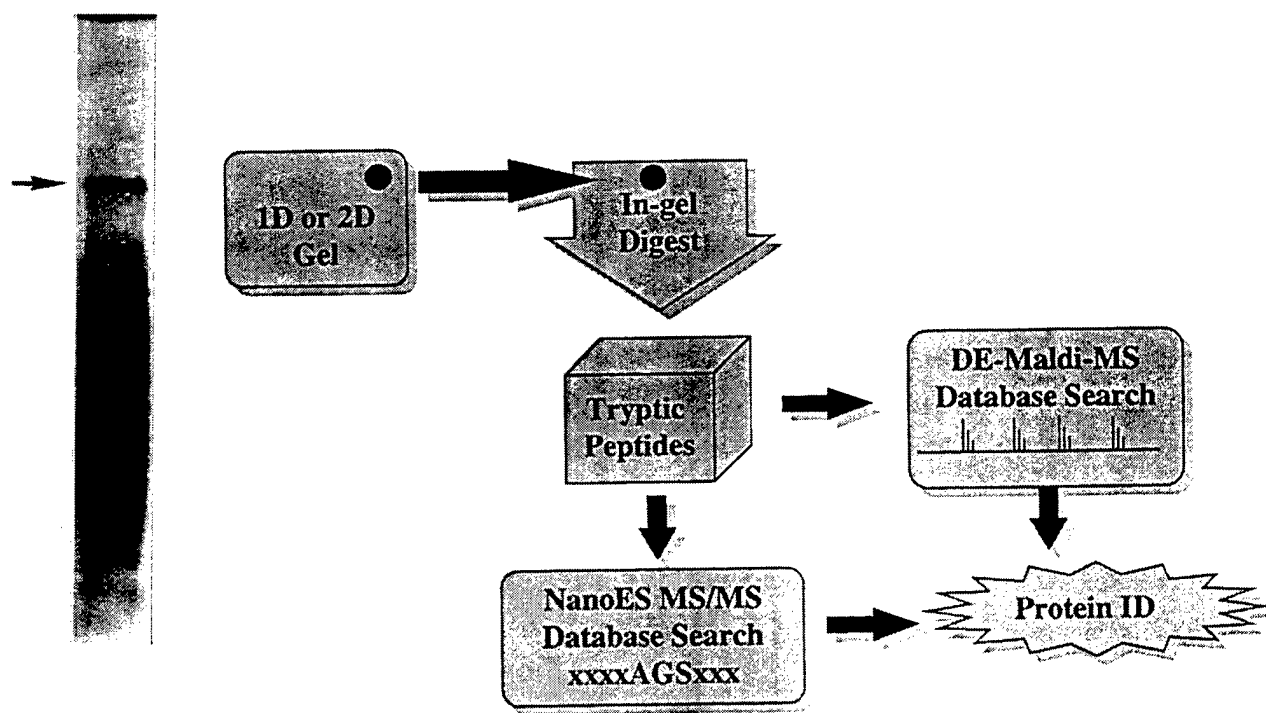 1D or 2D
Gel
In-gel
Digest
Tryptic
Peptides
DE-Maldi-MS
Database Search
NanoES MS/MS
Database Search
xxxxAGSxxx
Protein ID